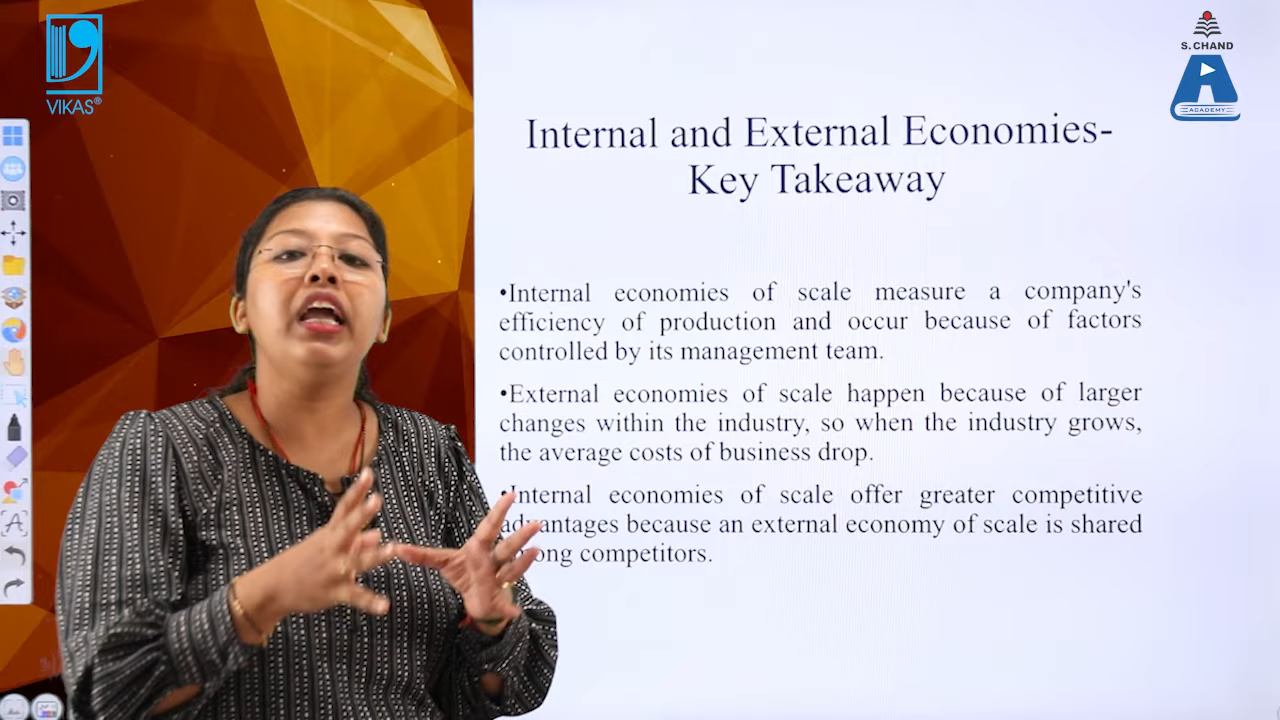 VIKAS®
S. CHAND
ACADEMY
Internal and External Economies-
Key Takeaway
•Internal economies of scale measure a company's
efficiency of production and occur because of factors
controlled by its management team.
•External economies of scale happen because of larger
changes within the industry, so when the industry grows,
the average costs of business drop.
•Internal economies of scale offer greater competitive
advantages because an external economy of scale is shared
among competitors.